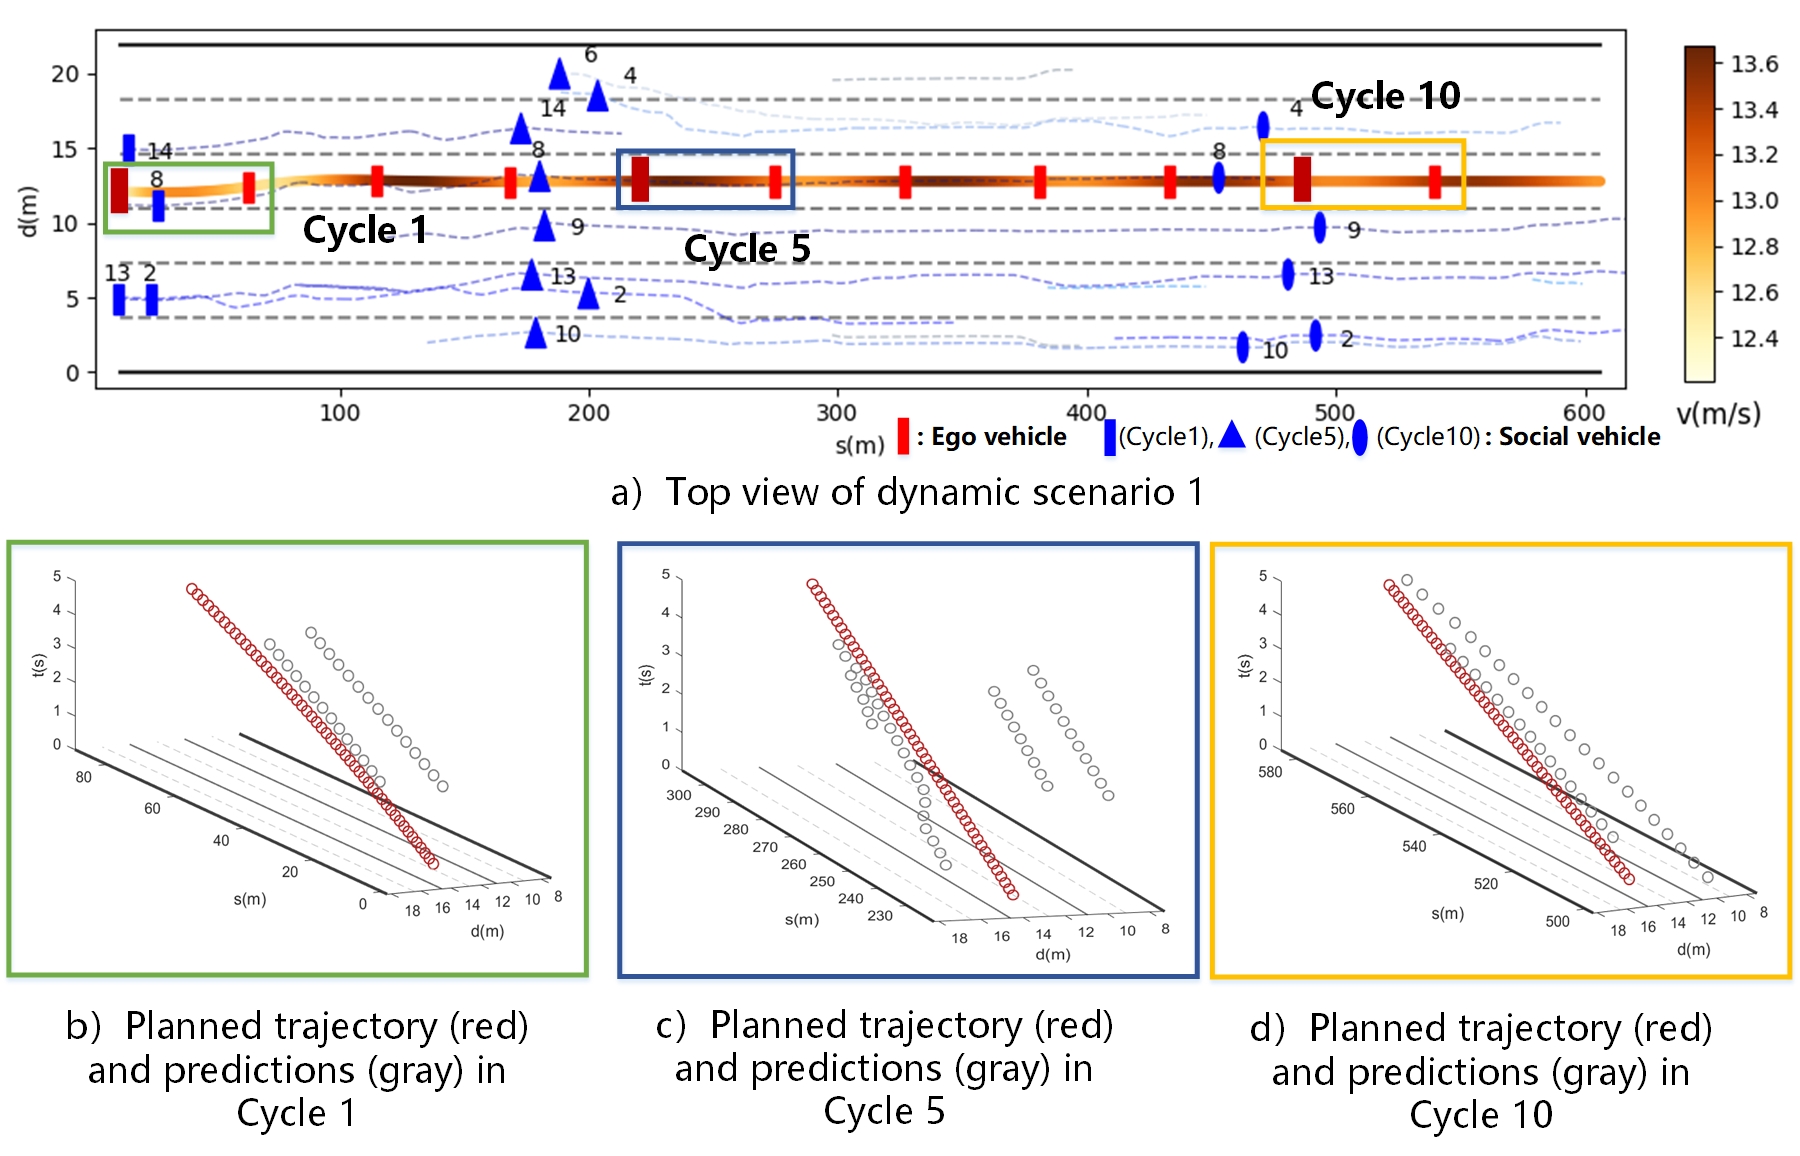 6
4
14
8
14
8
9
13 2
13
2
10
Cycle 1
Cycle 5
Cycle 10
4
8
9
13
2
10
20
15
10
5
0
d(m)
100 200 300 400 500 600
s(m)
13.6
13.4
13.2
13.0
12.8
12.6
12.4
v(m/s)
: Ego vehicle (Cycle1), (Cycle5), (Cycle10) : Social vehicle
a) Top view of dynamic scenario 1
5
4
3
2
1
0
t(s)
80
60
40
20
0
s(m)
18 16 14 12 10 8
d(m)
5
4
3
2
1
0
t(s)
300
290
280
270
260
250
240
230
s(m)
18 16 14 12 10 8
d(m)
5
4
3
2
1
0
t(s)
580
560
540
520
500
s(m)
18 16 14 12 10 8
d(m)
b) Planned trajectory (red)
and predictions (gray) in
Cycle 1
c) Planned trajectory (red)
and predictions (gray) in
Cycle 5
d) Planned trajectory (red)
and predictions (gray) in
Cycle 10